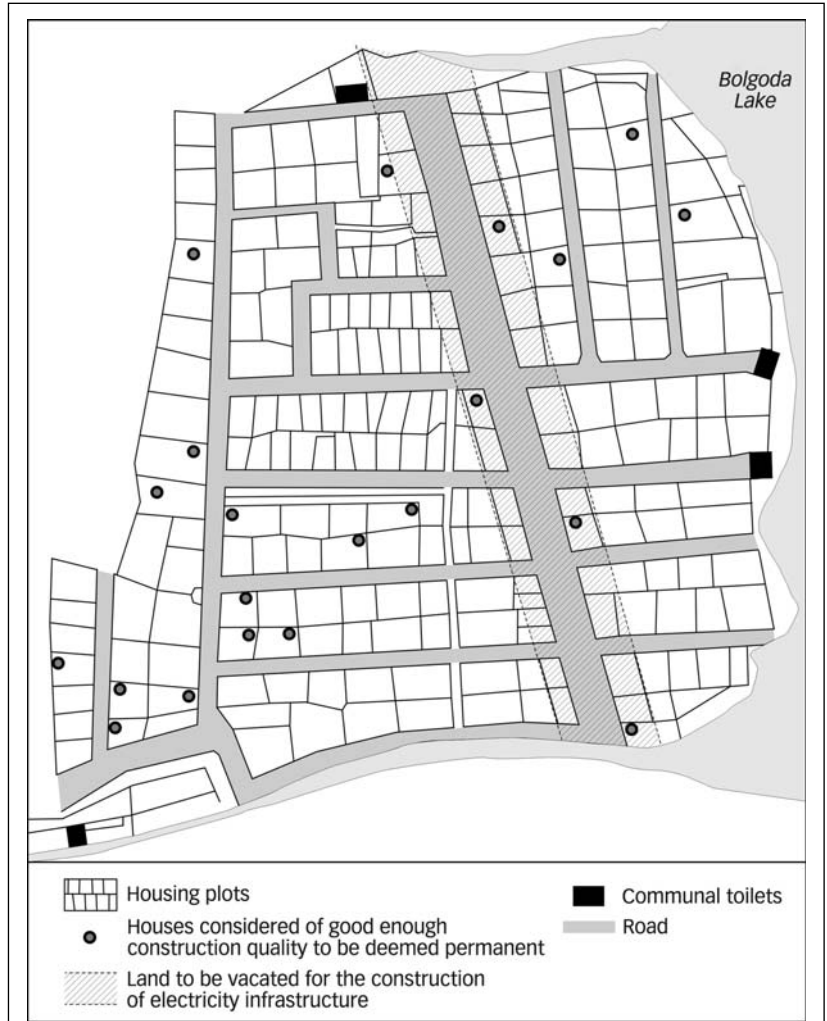 Bolgoda
Lake
Housing plots
Houses considered of good enough
construction quality to be deemed permanent
Land to be vacated for the construction
of electricity infrastructure
Communal toilets
Road